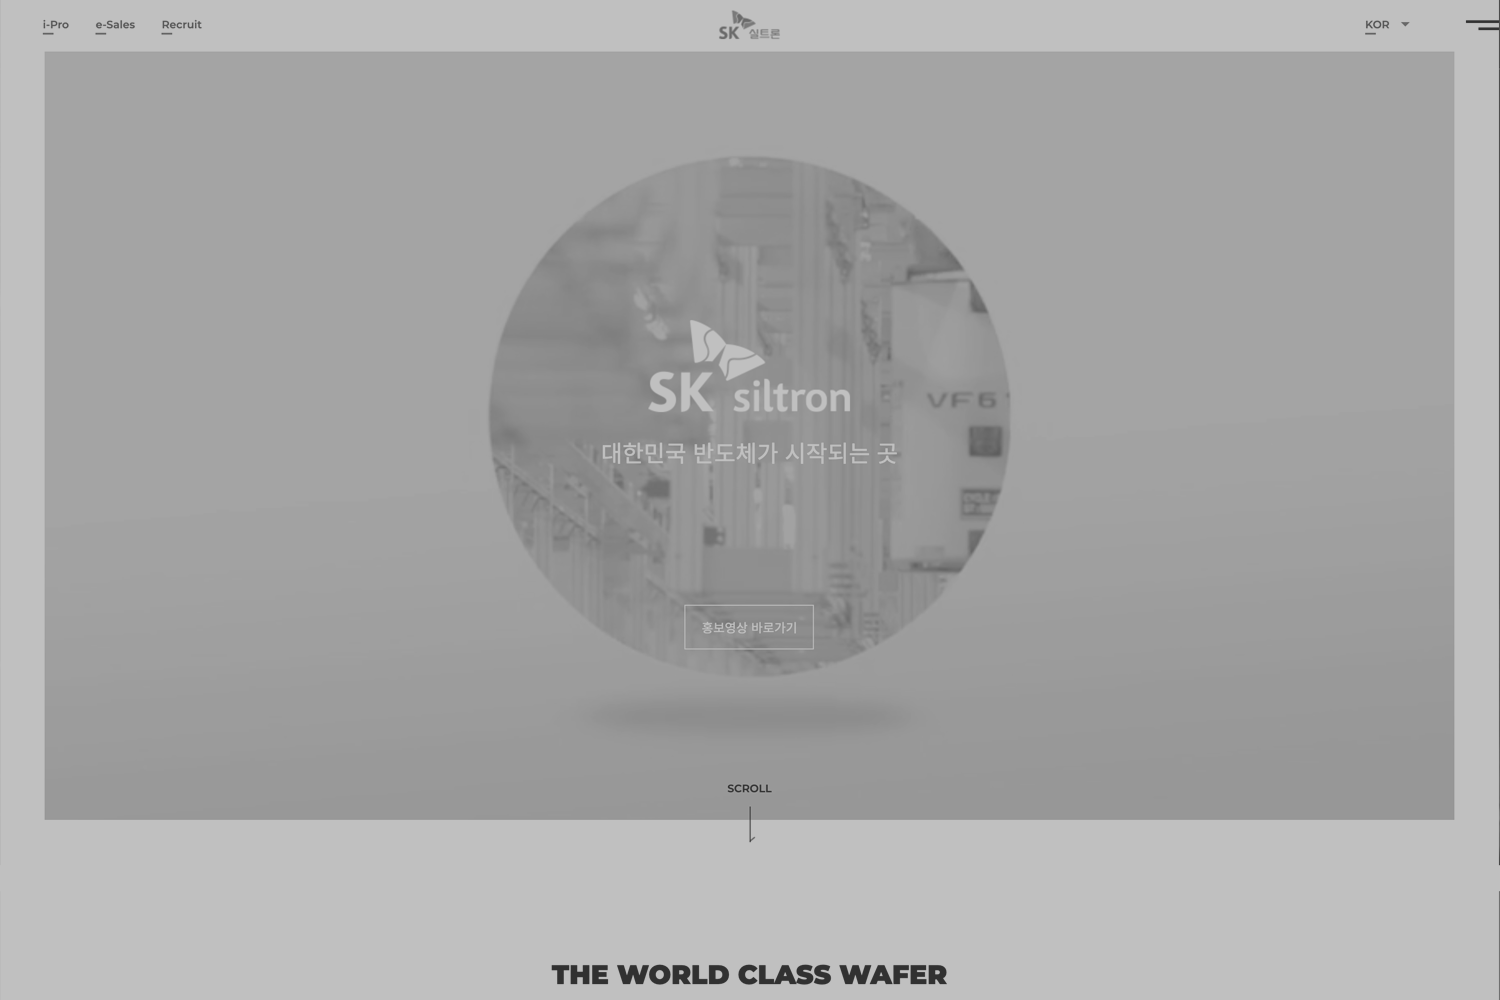 i-Pro
e-Sales
Recruit
SK 실트론
KOR
SK siltron
VF6
대한민국 반도체가 시작되는 곳
홍보영상 바로가기
SCROLL
THE WORLD CLASS WAFER